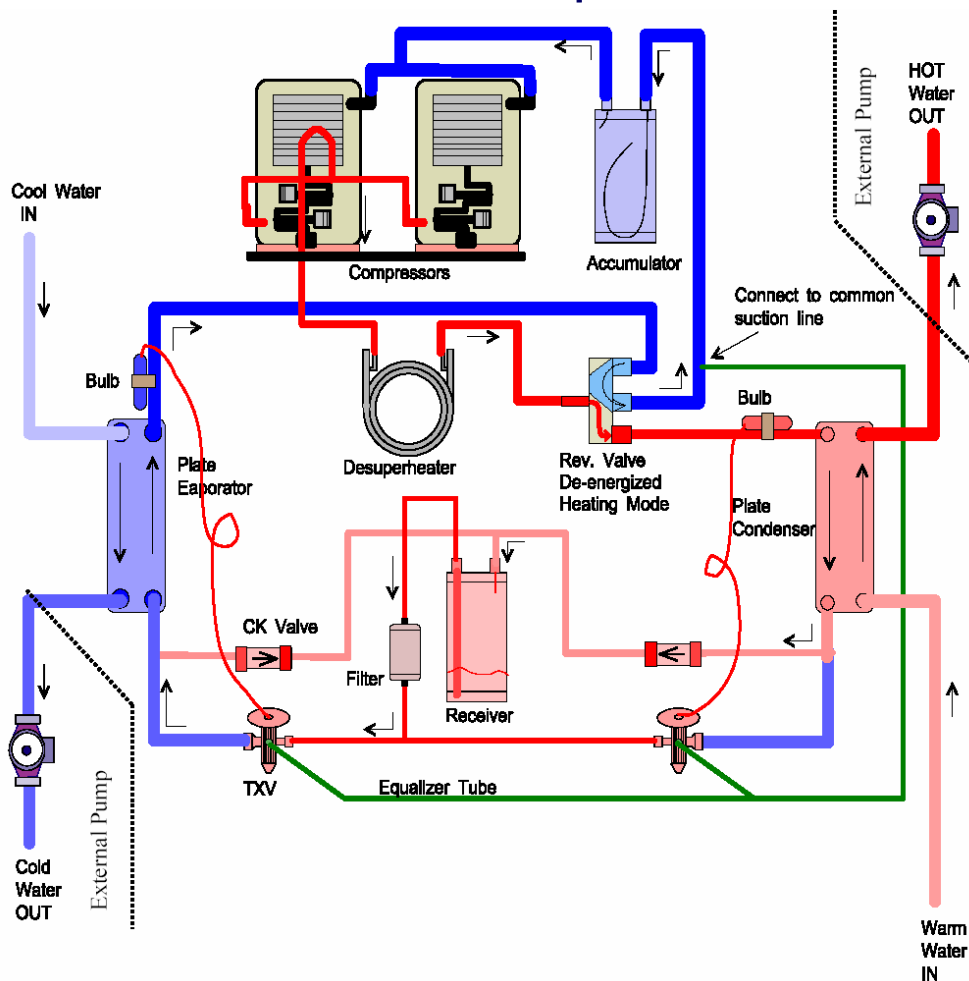 HOT
Water
OUT
External Pump
Cool Water
IN
Compressors
Accumulator
Connect to common
suction line
Bulb
Bulb
Desuperheater
Rev. Valve
De-energized
Heating Mode
Plate
Eaporator
Plate
Condenser
CK Valve
Filter
Receiver
TXV
Equalizer Tube
External Pump
Cold
Water
OUT
Warm
Water
IN